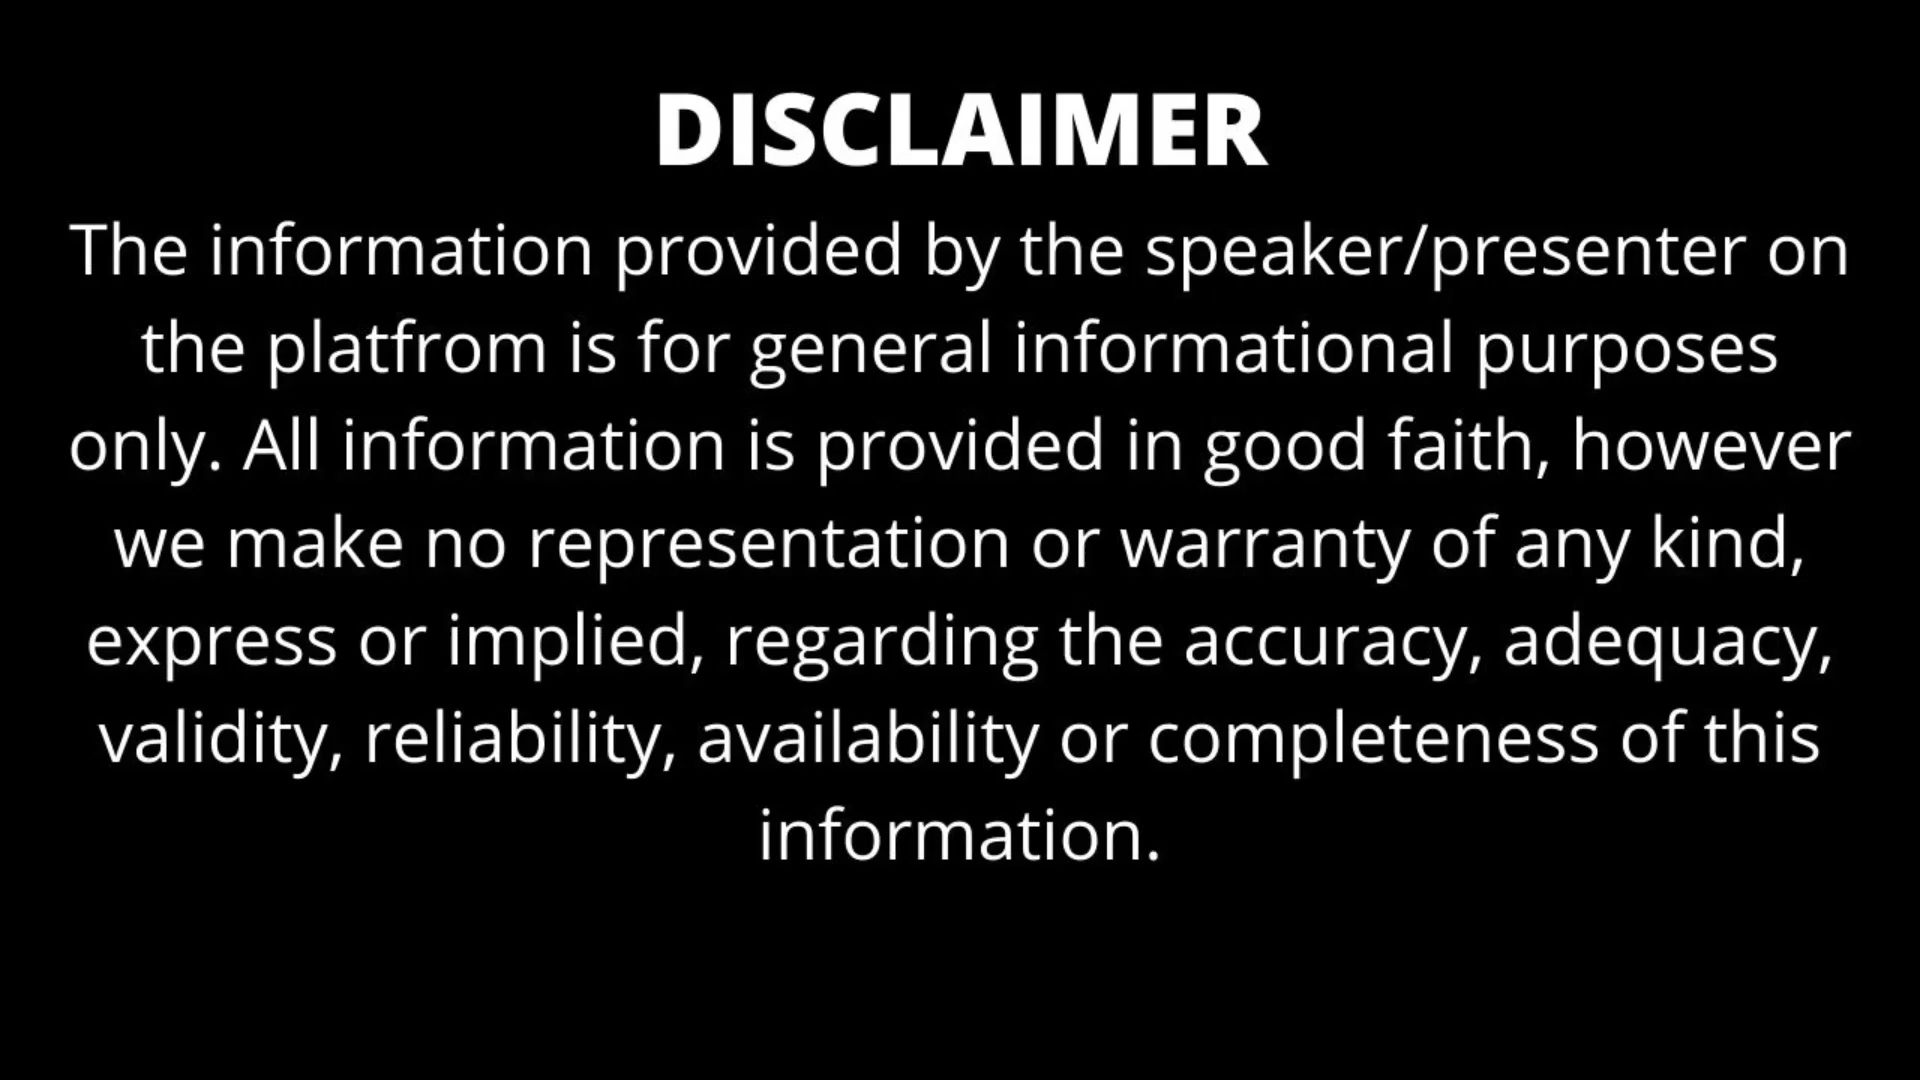 DISCLAIMER
The information provided by the speaker/presenter on
the platfrom is for general informational purposes
only. All information is provided in good faith, however
we make no representation or warranty of any kind,
express or implied, regarding the accuracy, adequacy,
validity, reliability, availability or completeness of this
information.